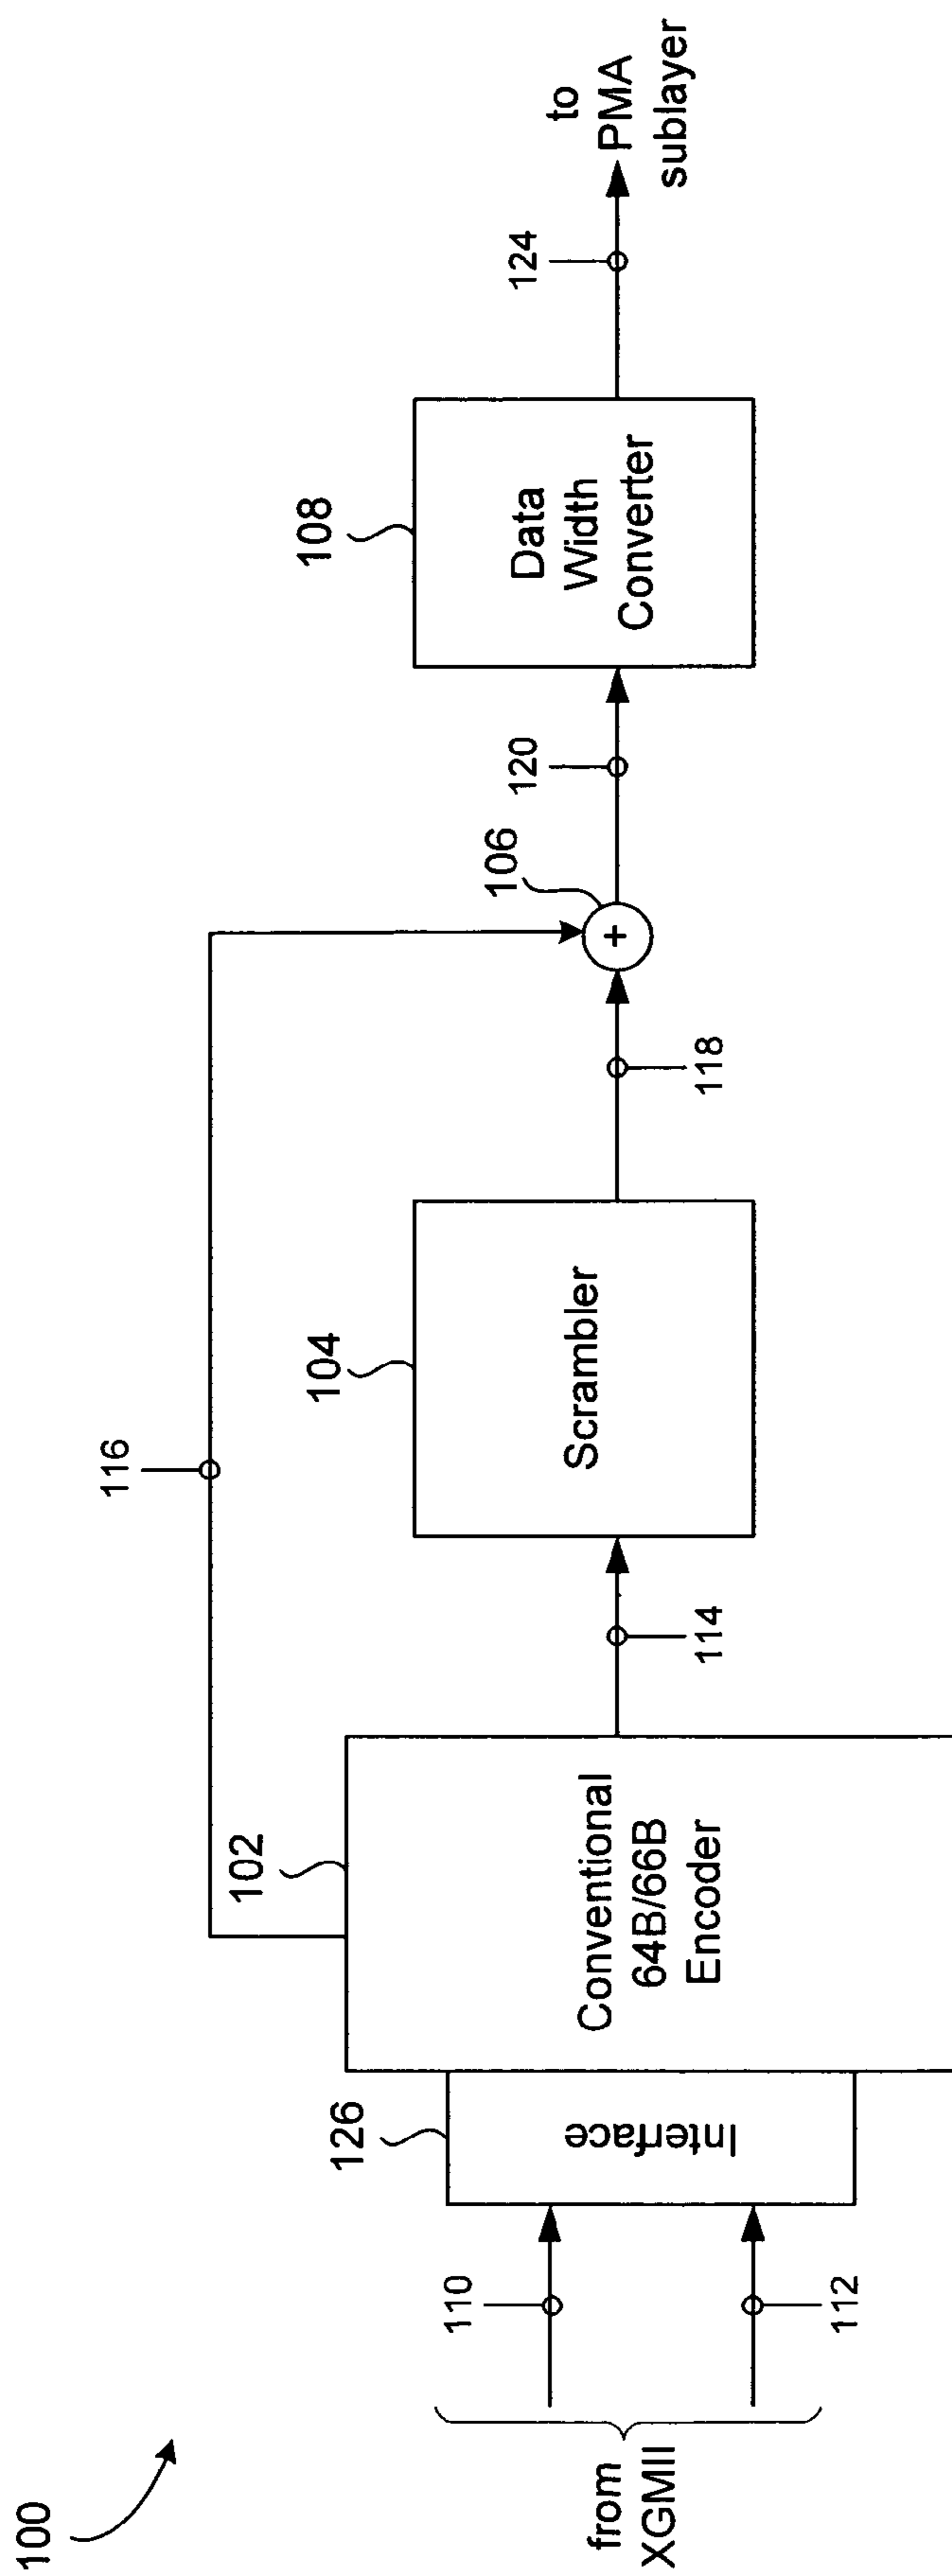 100
from
XGMII
110
112
126
Interface
102
Conventional
64B/66B
Encoder
116
114
104
Scrambler
118
106
+
120
108
Data
Width
Converter
124
to
PMA
sublayer